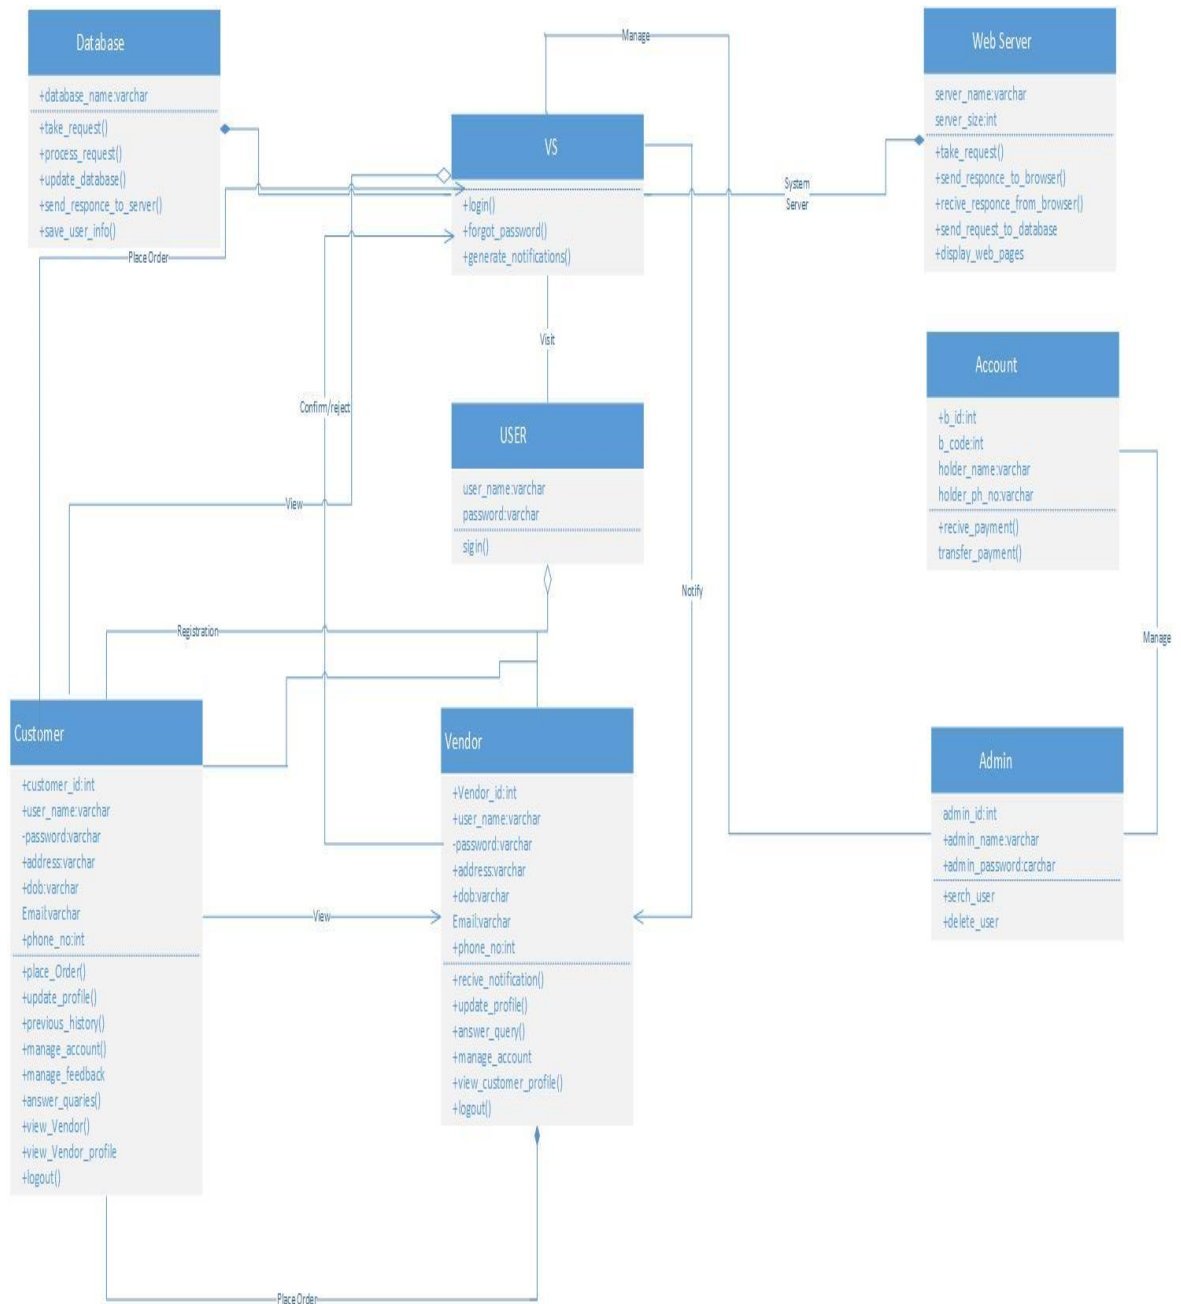 Database
+database_name:varchar
+take_request()
+process_request()
+update_database()
+send_responce_to_server()
+save_user_info()
Manage
VS
+login()
+forgot_password()
+generate_notifications()
Web Server
server_name:varchar
server_size:int
+take_request()
+send_responce_to_browser()
+recive_responce_from_browser()
+send_request_to_database
+display_web_pages
System
Server
Place Order
Visit
Confirm/reject
USER
user_name:varchar
password:varchar
sigin()
Account
+b_id:int
b_code:int
holder_name:varchar
holder_ph_no:varchar
+recive_payment()
transfer_payment()
View
Notify
Registration
Manage
Customer
+customer_id:int
+user_name:varchar
-password:varchar
+address:varchar
+dob:varchar
Email:varchar
+phone_no:int
+place_Order()
+update_profile()
+previous_history()
+manage_account()
+manage_feedback
+answer_quaries()
+view_Vendor()
+view_Vendor_profile
+logout()
View
Vendor
+Vendor_id:int
+user_name:varchar
-password:varchar
+address:varchar
+dob:varchar
Email:varchar
+phone_no:int
+recive_notification()
+update_profile()
+answer_query()
+manage_account
+view_customer_profile()
+logout()
Admin
admin_id:int
+admin_name:varchar
+admin_password:carchar
+serch_user
+delete_user
Place Order